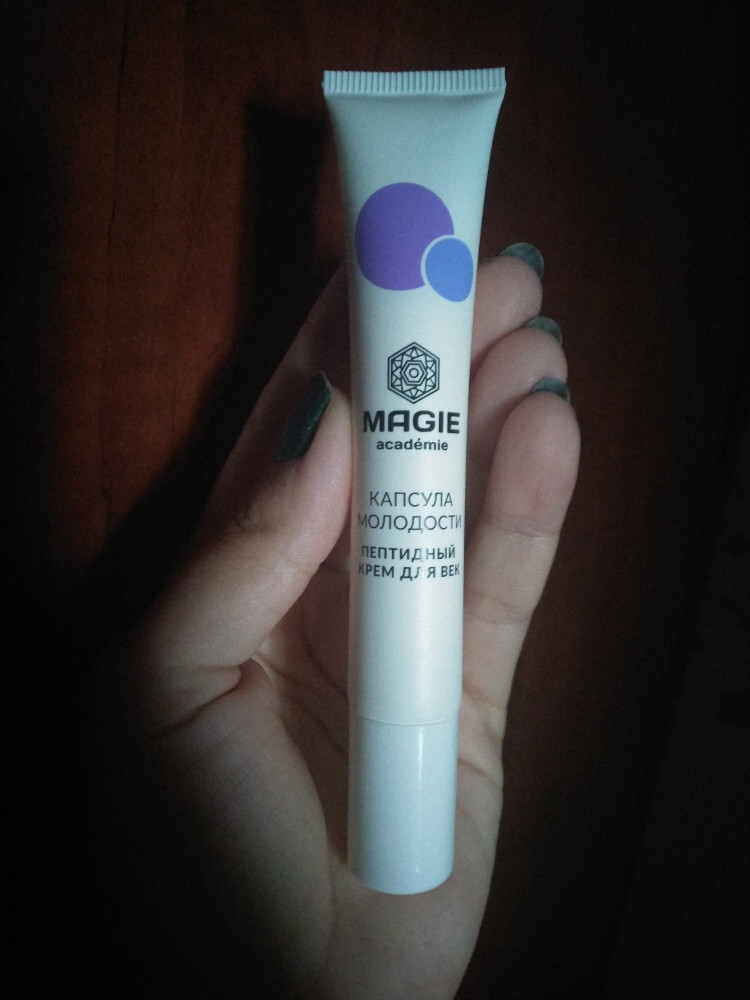 MAGIE
académie
КАПСУЛА
МОЛОДОСТИ
ПЕПТИДНЫЙ
КРЕМ ДЛЯ ВЕК